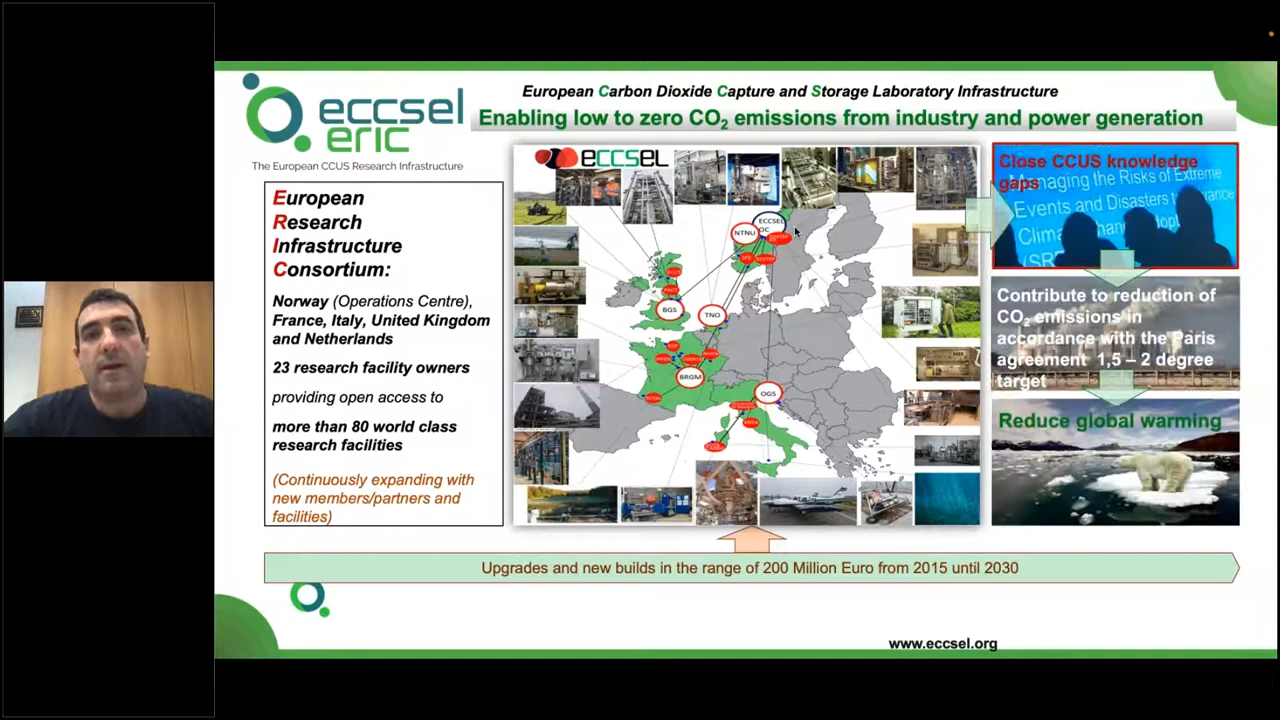 eccsel
eric
The European CCUS Research Infrastructure
European Carbon Dioxide Capture and Storage Laboratory Infrastructure
Enabling low to zero CO2 emissions from industry and power generation
European
Research
Infrastructure
Consortium:
Norway (Operations Centre),
France, Italy, United Kingdom
and Netherlands
23 research facility owners
providing open access to
more than 80 world class
research facilities
(Continuously expanding with
new members/partners and
facilities)
eccsel
ECCSEL
OC
NTNU
BGS
TNO
BRGM
OGS
TOTAL
Close CCUS knowledge
gaps
Managing the Risks of Extreme
Events and Disasters
Contribute to reduction of
CO2 emissions in
accordance with the Paris
agreement 1,5 – 2 degree
target
Reduce global warming
Upgrades and new builds in the range of 200 Million Euro from 2015 until 2030
www.eccsel.org